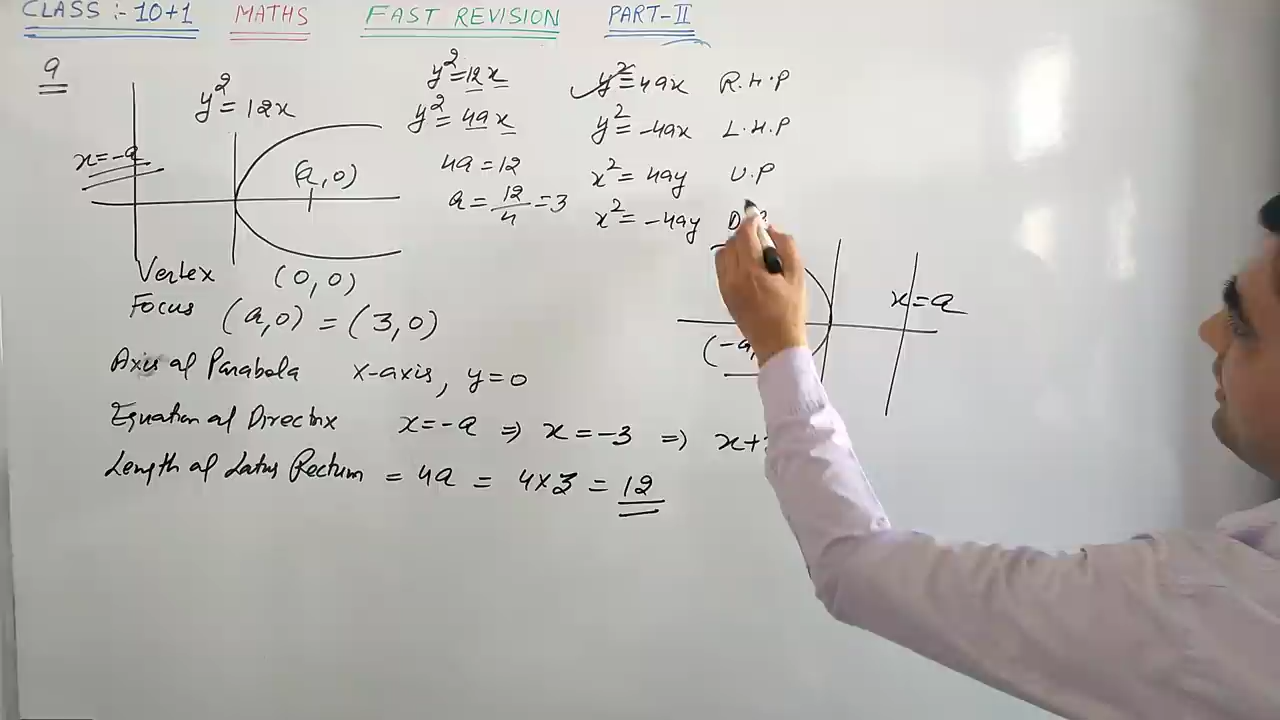 CLASS :- 10+1 MATHS FAST REVISION PART-II
9
y²=12x
x=-a
(a,0)
y²=12x
y²=4ax
4a=12
a=12/4=3
y²=4ax R.H.P
y²=-4ax L.H.P
x²=4ay U.P
x²=-4ay D
Vertex (0,0)
Focus (a,0)=(3,0)
Axis of Parabola x-axis, y=0
Equation of Directrix x=-a ⇒ x=-3 ⇒ x+
Length of Latus Rectum = 4a = 4×3 = 12
(-a,
x=a